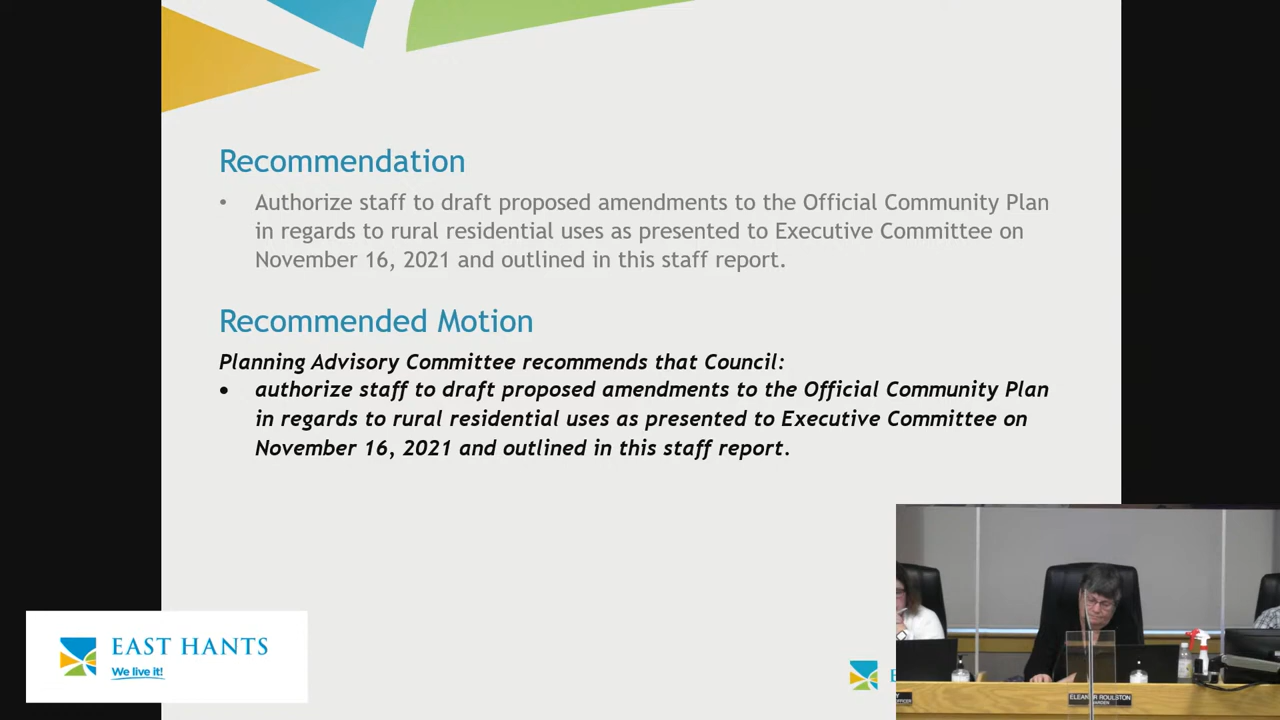 Recommendation
• Authorize staff to draft proposed amendments to the Official Community Plan
in regards to rural residential uses as presented to Executive Committee on
November 16, 2021 and outlined in this staff report.
Recommended Motion
Planning Advisory Committee recommends that Council:
• authorize staff to draft proposed amendments to the Official Community Plan
in regards to rural residential uses as presented to Executive Committee on
November 16, 2021 and outlined in this staff report.
EAST HANTS
We live it!
ELEANOR ROULSTON
WARDEN